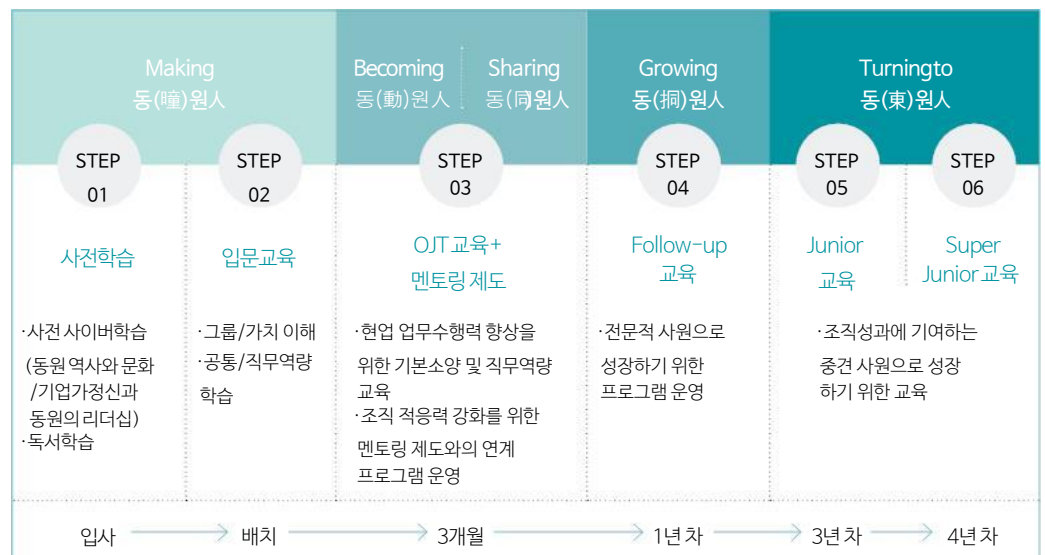 Making
동(瞳)원人
Becoming
동(動)원人
Sharing
동(同)원人
Growing
동(挏)원人
Turningto
동(東)원人
STEP
01
STEP
02
STEP
03
STEP
04
STEP
05
STEP
06
사전학습
입문교육
OJT교육+
멘토링 제도
Follow-up
교육
Junior
교육
Super
Junior교육
·사전 사이버학습
(동원 역사와 문화
/기업가정신과
동원의 리더십)
·독서학습
·그룹/가치 이해
·공통/직무역량
학습
·현업 업무수행력 향상을
위한 기본소양 및 직무역량
교육
·조직 적응력 강화를 위한
멘토링 제도와의 연계
프로그램 운영
·전문적 사원으로
성장하기 위한
프로그램 운영
·조직성과에 기여하는
중견 사원으로 성장
하기 위한 교육
입사 → 배치 → 3개월 → 1년차 → 3년차 → 4년차